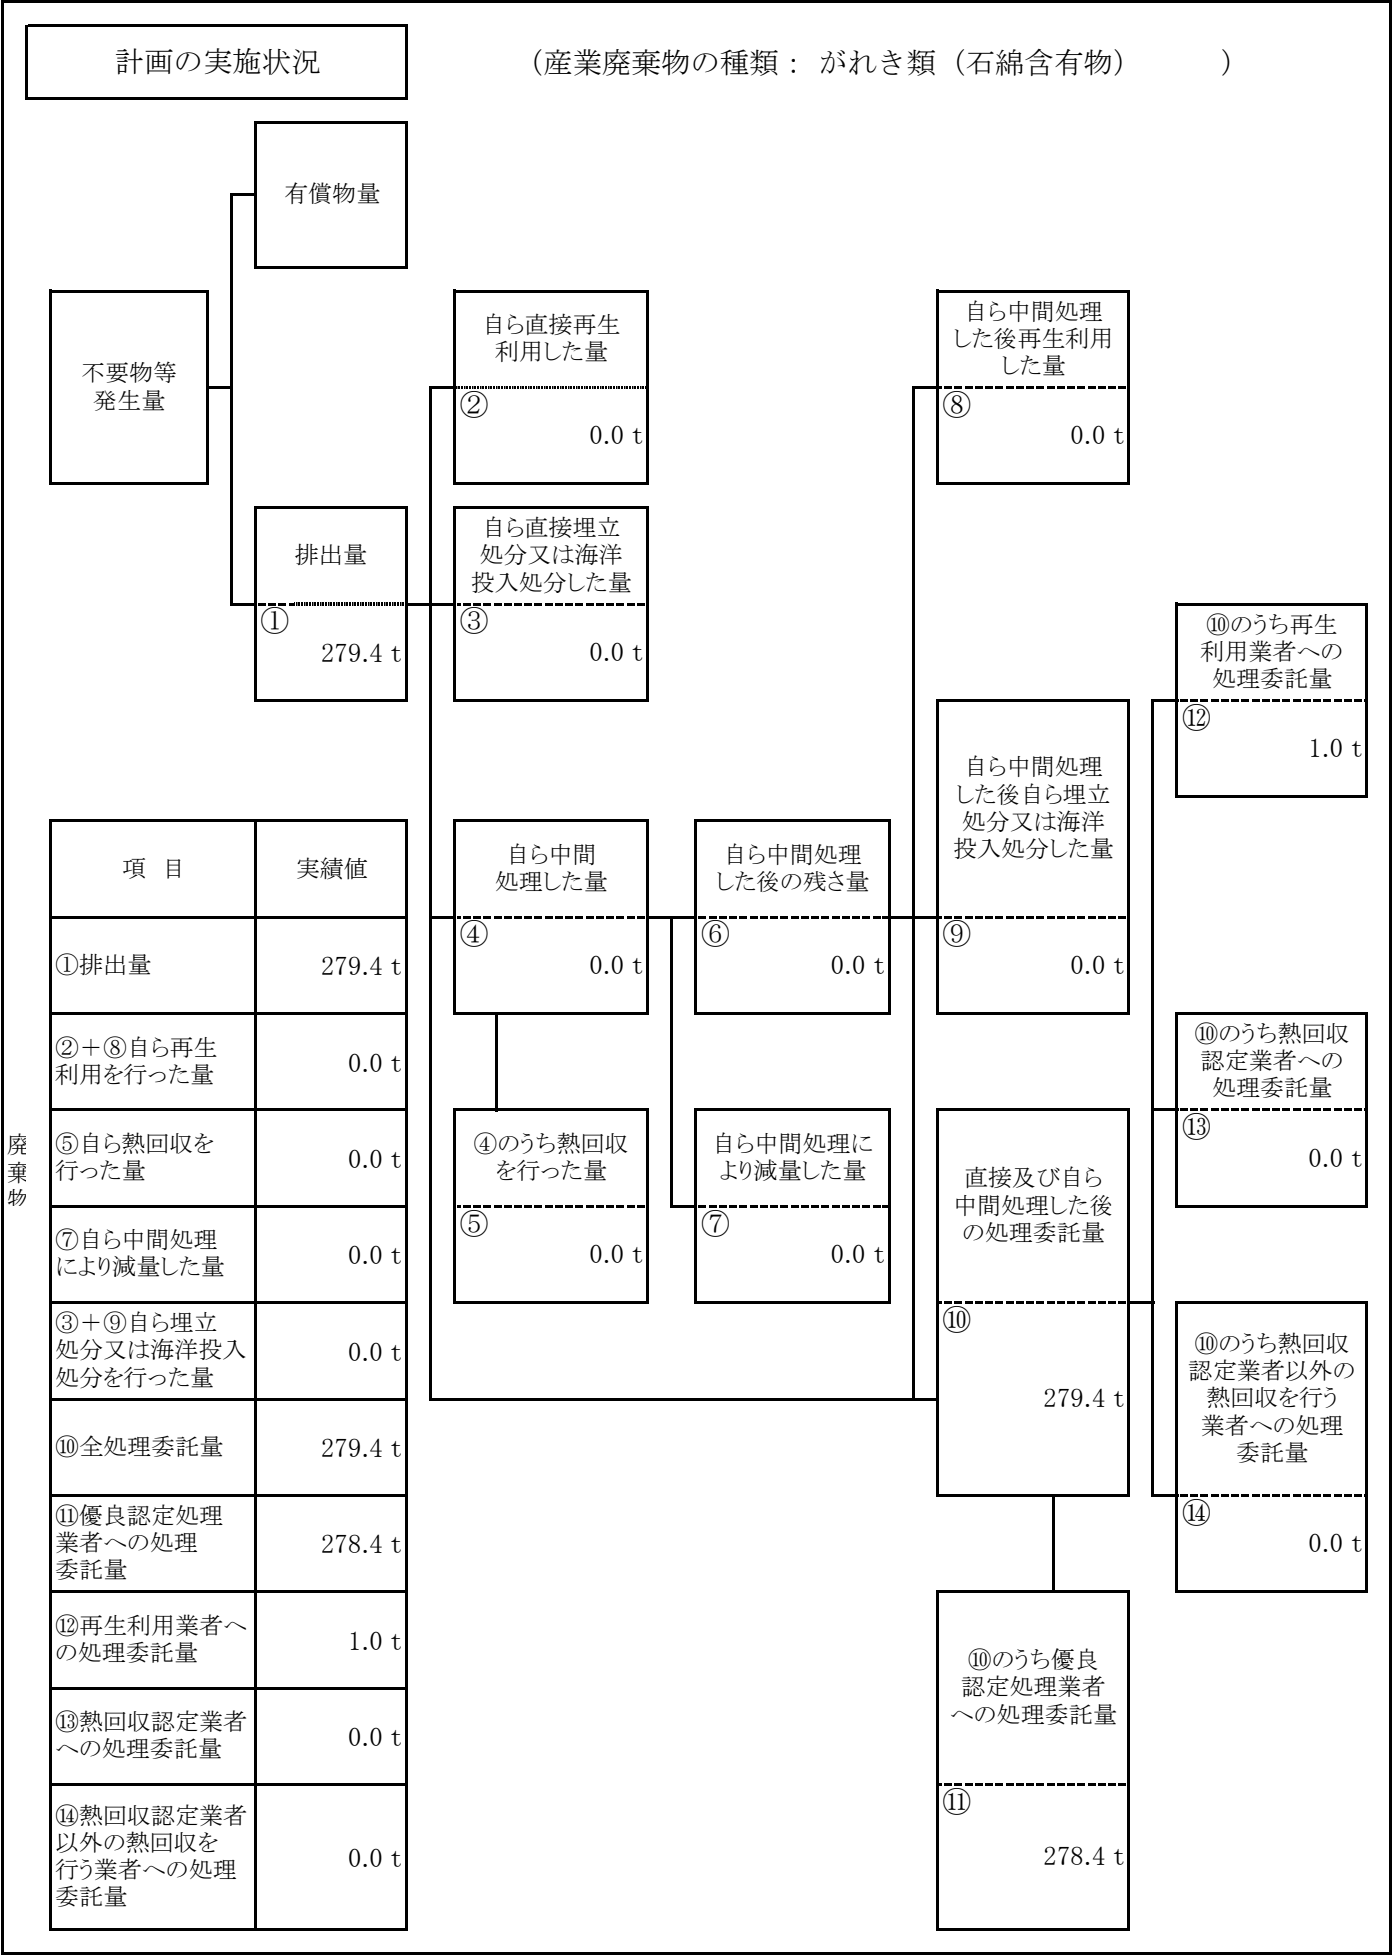 計画の実施状況
（産業廃棄物の種類： がれき類（石綿含有物） ）
有償物量
不要物等
発生量
自ら直接再生
利用した量
②
0.0 t
自ら中間処理
した後再生利用
した量
⑧
0.0 t
排出量
①
279.4 t
自ら直接埋立
処分又は海洋
投入処分した量
③
0.0 t
⑩のうち再生
利用業者への
処理委託量
⑫
1.0 t
自ら中間処理
した後自ら埋立
処分又は海洋
投入処分した量
⑨
0.0 t
自ら中間
処理した量
④
0.0 t
自ら中間処理
した後の残さ量
⑥
0.0 t
⑩のうち熱回収
認定業者への
処理委託量
⑬
0.0 t
④のうち熱回収
を行った量
⑤
0.0 t
自ら中間処理に
より減量した量
⑦
0.0 t
直接及び自ら
中間処理した後
の処理委託量
⑩
279.4 t
⑩のうち熱回収
認定業者以外の
熱回収を行う
業者への処理
委託量
⑭
0.0 t
⑩のうち優良
認定処理業者
への処理委託量
⑪
278.4 t
項 目 実績値
①排出量 279.4 t
②＋⑧自ら再生
利用を行った量
0.0 t
⑤自ら熱回収を
行った量
0.0 t
⑦自ら中間処理
により減量した量
0.0 t
③＋⑨自ら埋立
処分又は海洋投入
処分を行った量
0.0 t
⑩全処理委託量 279.4 t
⑪優良認定処理
業者への処理
委託量
278.4 t
⑫再生利用業者へ
の処理委託量
1.0 t
⑬熱回収認定業者
への処理委託量
0.0 t
⑭熱回収認定業者
以外の熱回収を
行う業者への処理
委託量
0.0 t
廃
棄
物